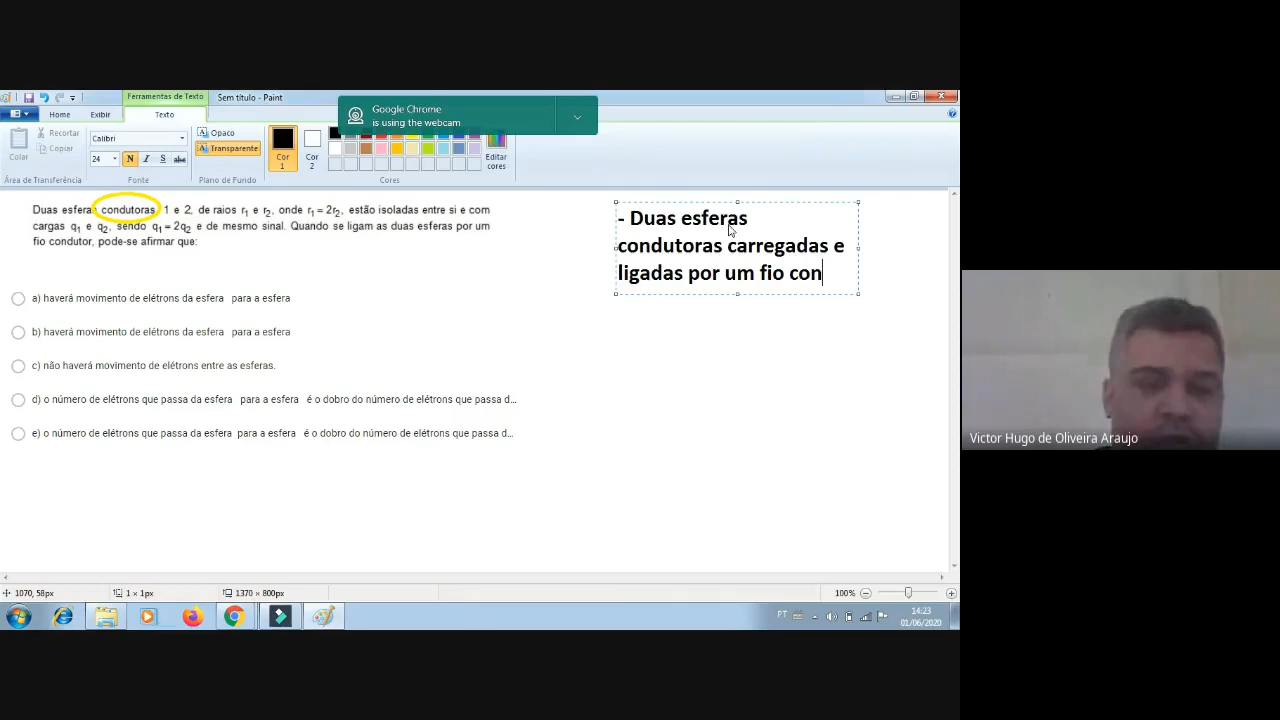 Ferramentas de Texto
Sem título - Paint
Google Chrome
is using the webcam
Home
Exibir
Texto
Colar
Recortar
Copiar
Área de Transferência
Calibri
24
N
I
S
abc
Fonte
Opaco
Transparente
Plano de Fundo
Cor
1
Cor
2
Editar
cores
Cores
Duas esferas condutoras 1 e 2, de raios r₁ e r₂, onde r₁ = 2r₂, estão isoladas entre si e com
cargas q₁ e q₂, sendo q₁ = 2q₂ e de mesmo sinal. Quando se ligam as duas esferas por um
fio condutor, pode-se afirmar que:
a) haverá movimento de elétrons da esfera para a esfera
b) haverá movimento de elétrons da esfera para a esfera
c) não haverá movimento de elétrons entre as esferas.
d) o número de elétrons que passa da esfera para a esfera é o dobro do número de elétrons que passa d...
e) o número de elétrons que passa da esfera para a esfera é o dobro do número de elétrons que passa d...
- Duas esferas
condutoras carregadas e
ligadas por um fio con
Victor Hugo de Oliveira Araujo
1070, 58px
1 × 1px
1370 × 800px
100%
PT
14:23
01/06/2020